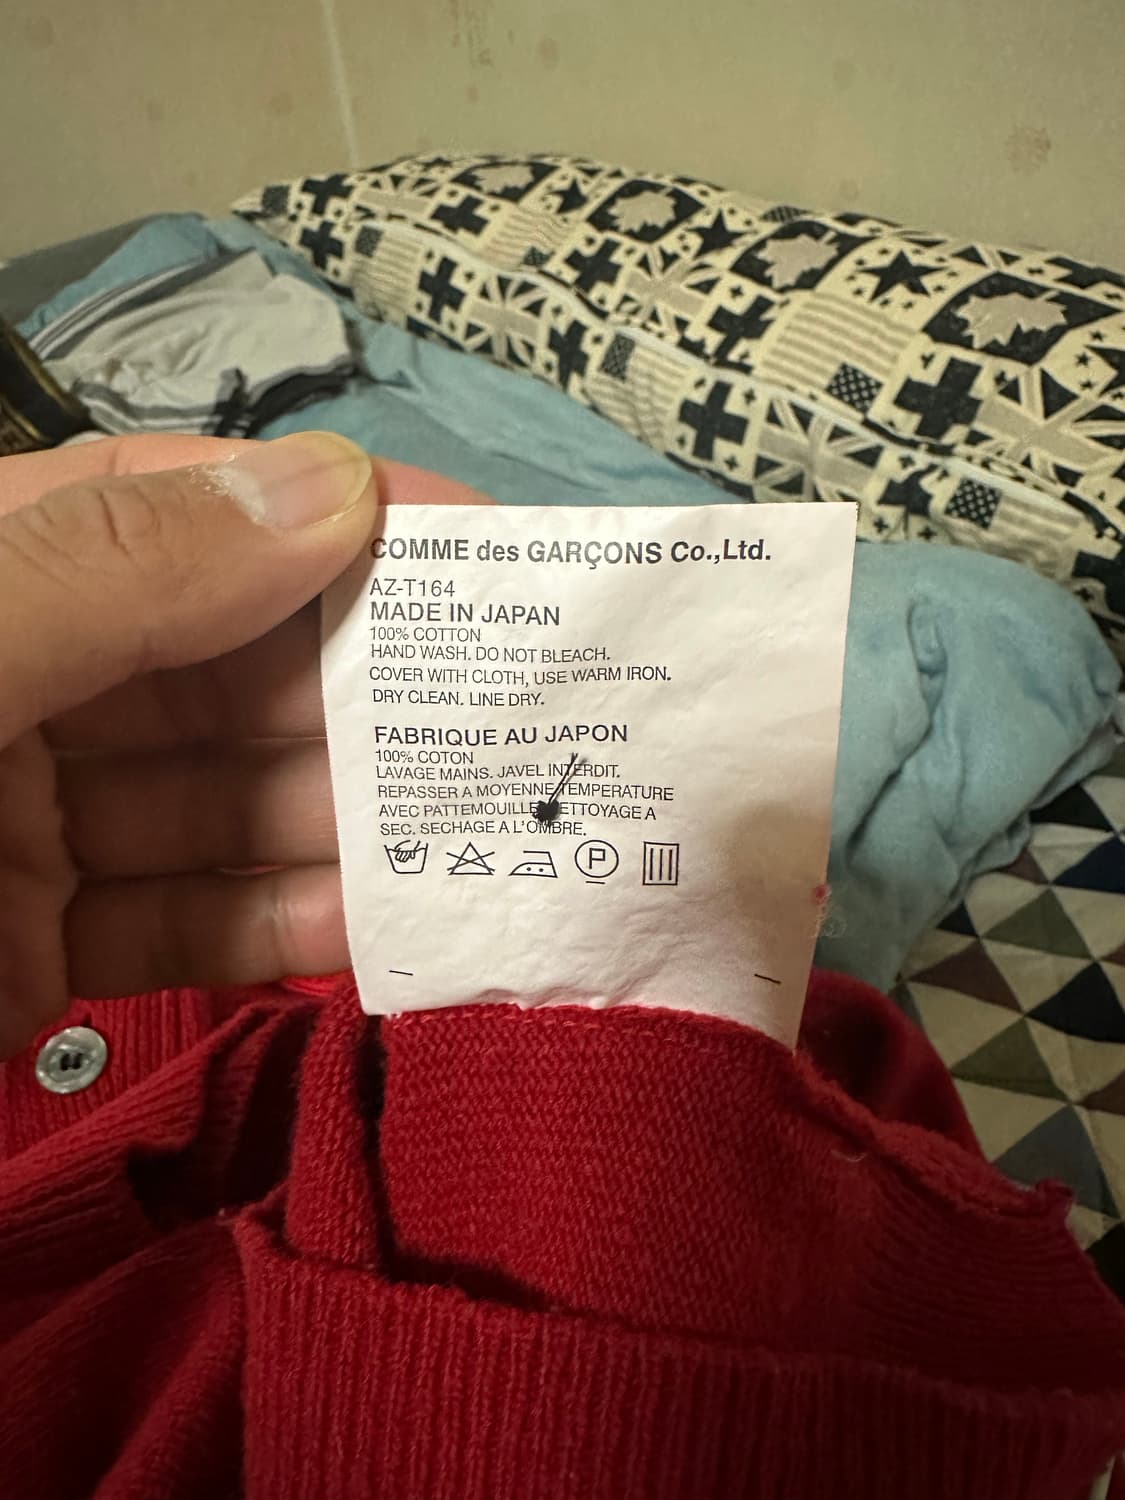 COMME des GARÇONS Co.,Ltd.
AZ-T164
MADE IN JAPAN
100% COTTON
HAND WASH. DO NOT BLEACH.
COVER WITH CLOTH, USE WARM IRON.
DRY CLEAN. LINE DRY.
FABRIQUE AU JAPON
100% COTON
LAVAGE MAINS. JAVEL INTERDIT.
REPASSER A MOYENNE TEMPERATURE
AVEC PATTEMOUILLE. NETTOYAGE A
SEC. SECHAGE A L'OMBRE.
P